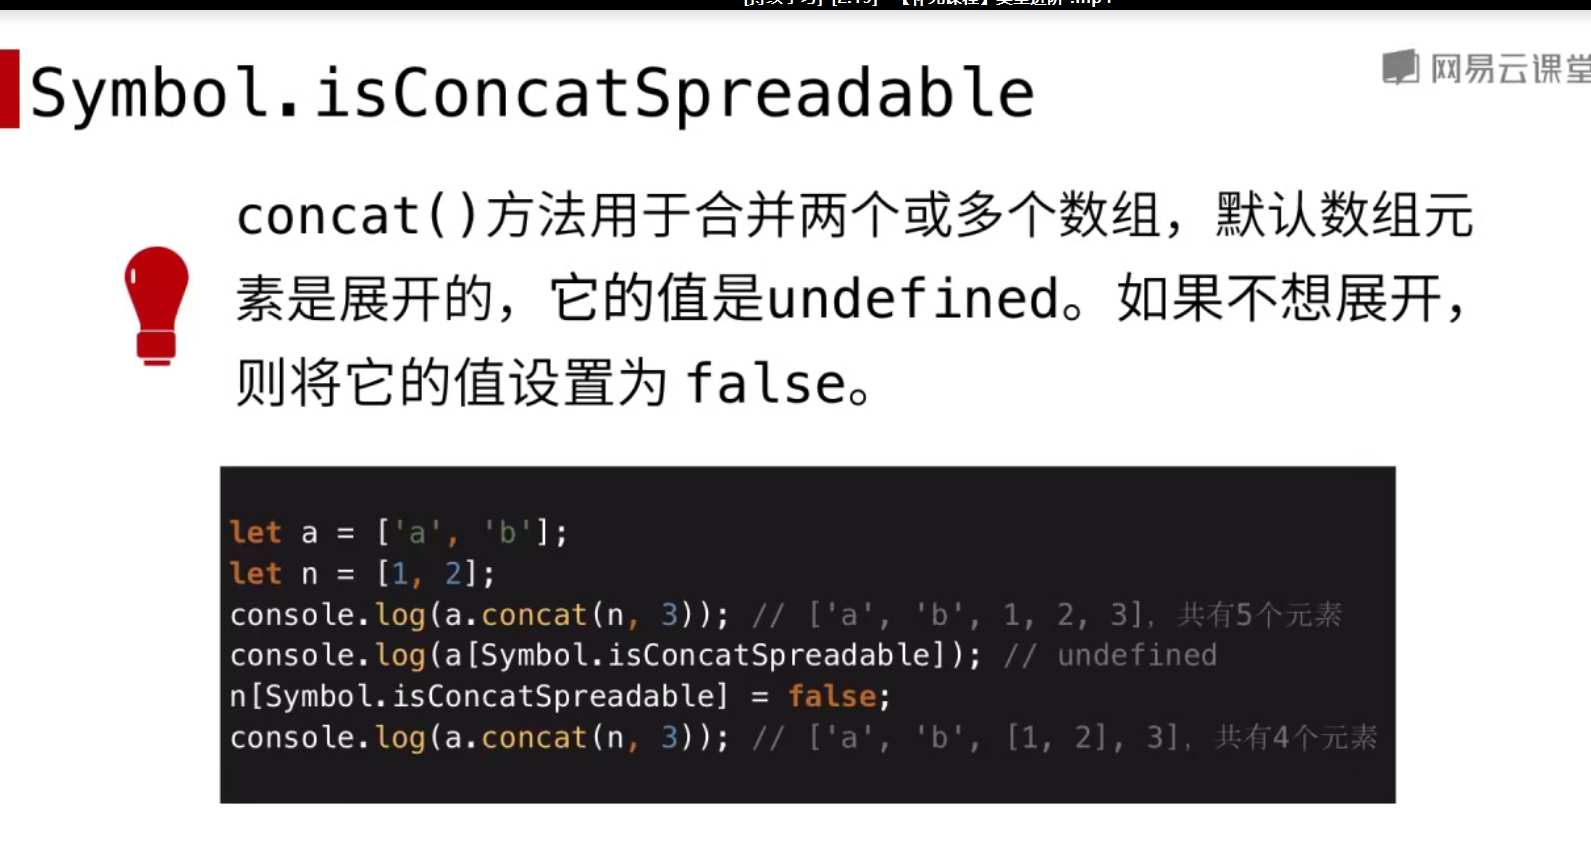 Symbol.isConcatSpreadable
网易云课堂
concat()方法用于合并两个或多个数组，默认数组元
素是展开的，它的值是undefined。如果不想展开，
则将它的值设置为 false。
let a = ['a', 'b'];
let n = [1, 2];
console.log(a.concat(n, 3)); // ['a', 'b', 1, 2, 3]，共有5个元素
console.log(a[Symbol.isConcatSpreadable]); // undefined
n[Symbol.isConcatSpreadable] = false;
console.log(a.concat(n, 3)); // ['a', 'b', [1, 2], 3]，共有4个元素